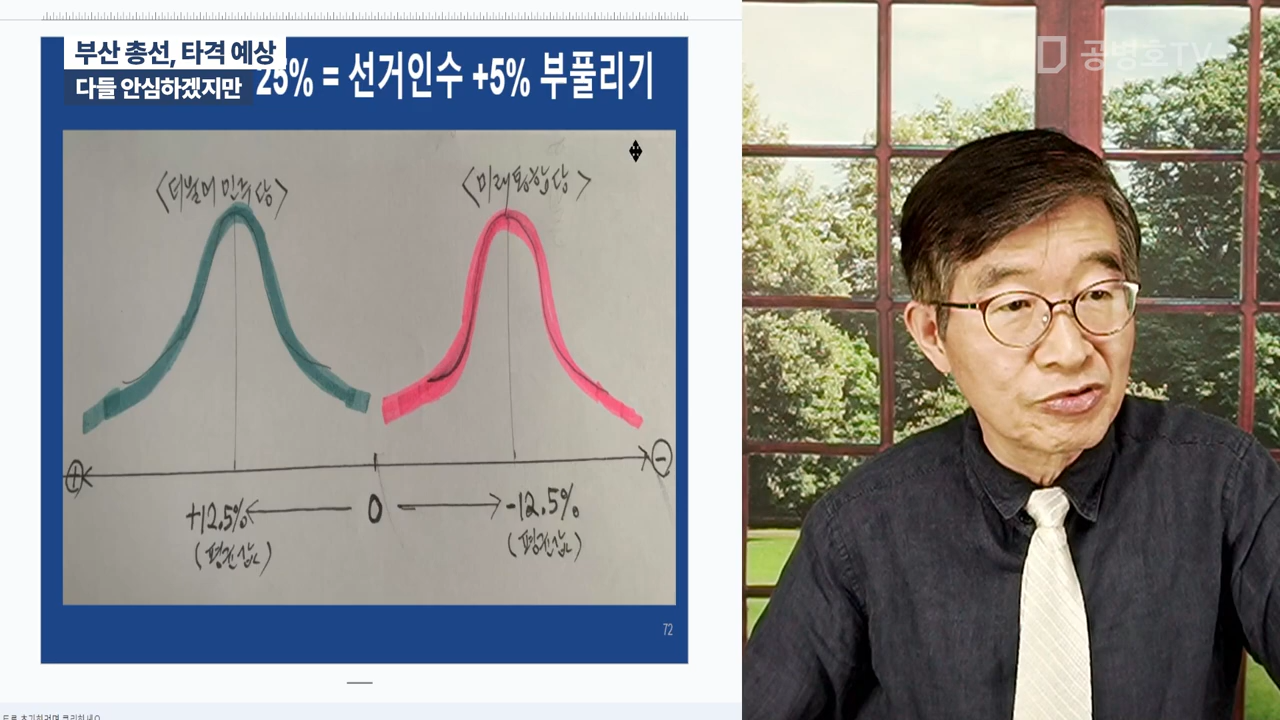 부산 총선, 타격 예상
다들 안심하겠지만
25% = 선거인수 +5% 부풀리기
공병호TV
<더불어 민주당>
<미래통합당>
+
-
+12.5%
0
-12.5%
(평균값)
(평균값)
72